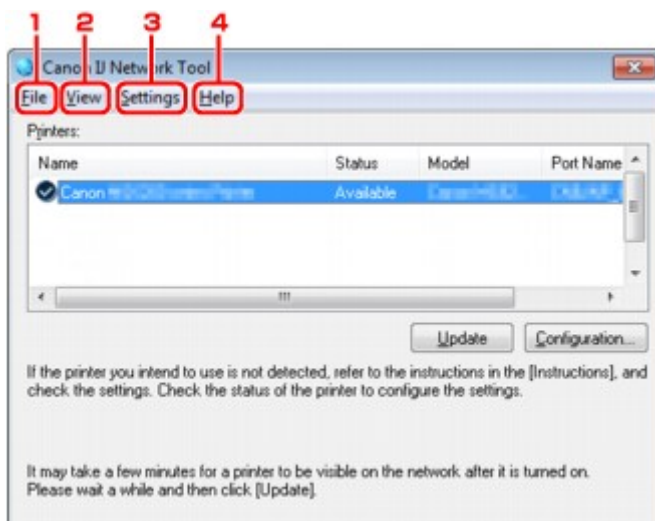 1 2 3 4
Canon IJ Network Tool
File View Settings Help
Printers:
Name Status Model Port Name
Canon Available
Update Configuration...
If the printer you intend to use is not detected, refer to the instructions in the [Instructions], and
check the settings. Check the status of the printer to configure the settings.
It may take a few minutes for a printer to be visible on the network after it is turned on.
Please wait a while and then click [Update].